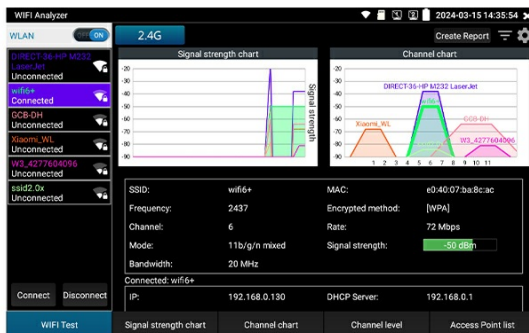 WIFI Analyzer 2024-03-15 14:35:54
WLAN OFF ON 2.4G Create Report
DIRECT-36-HP M232 LaserJet
Unconnected
wifi6+
Connected
GCB-DH
Unconnected
Xiaomi_WL
Unconnected
W3_4277604096
Unconnected
ssid2.0x
Unconnected
Connect Disconnect
Signal strength chart
-20
-30
-40
-50
-60
-70
-80
-90
Signal strength
Channel chart
-20
-30
-40
-50
-60
-70
-80
-90
DIRECT-36-HP M232 LaserJet
wifi6+
Xiaomi_WL
GCB-DH
W3_4277604096
1 2 3 4 5 6 7 8 9 10 11
SSID: wifi6+ MAC: e0:40:07:ba:8c:ac
Frequency: 2437 Encrypted method: [WPA]
Channel: 6 Rate: 72 Mbps
Mode: 11b/g/n mixed Signal strength: -50 dBm
Bandwidth: 20 MHz
Connected: wifi6+
IP: 192.168.0.130 DHCP Server: 192.168.0.1
WIFI Test Signal strength chart Channel chart Channel level Access Point list